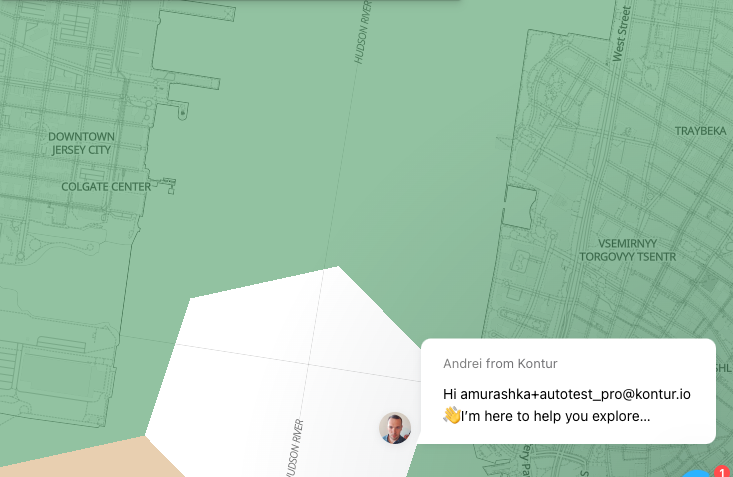 HUDSON RIVER
West Street
DOWNTOWN
JERSEY CITY
TRAYBEKA
COLGATE CENTER
VSEMIRNYY
TORGOVYY TSENTR
Andrei from Kontur
Hi amurashka+autotest_pro@kontur.io
👋I'm here to help you explore...
HUDSON RIVER
1